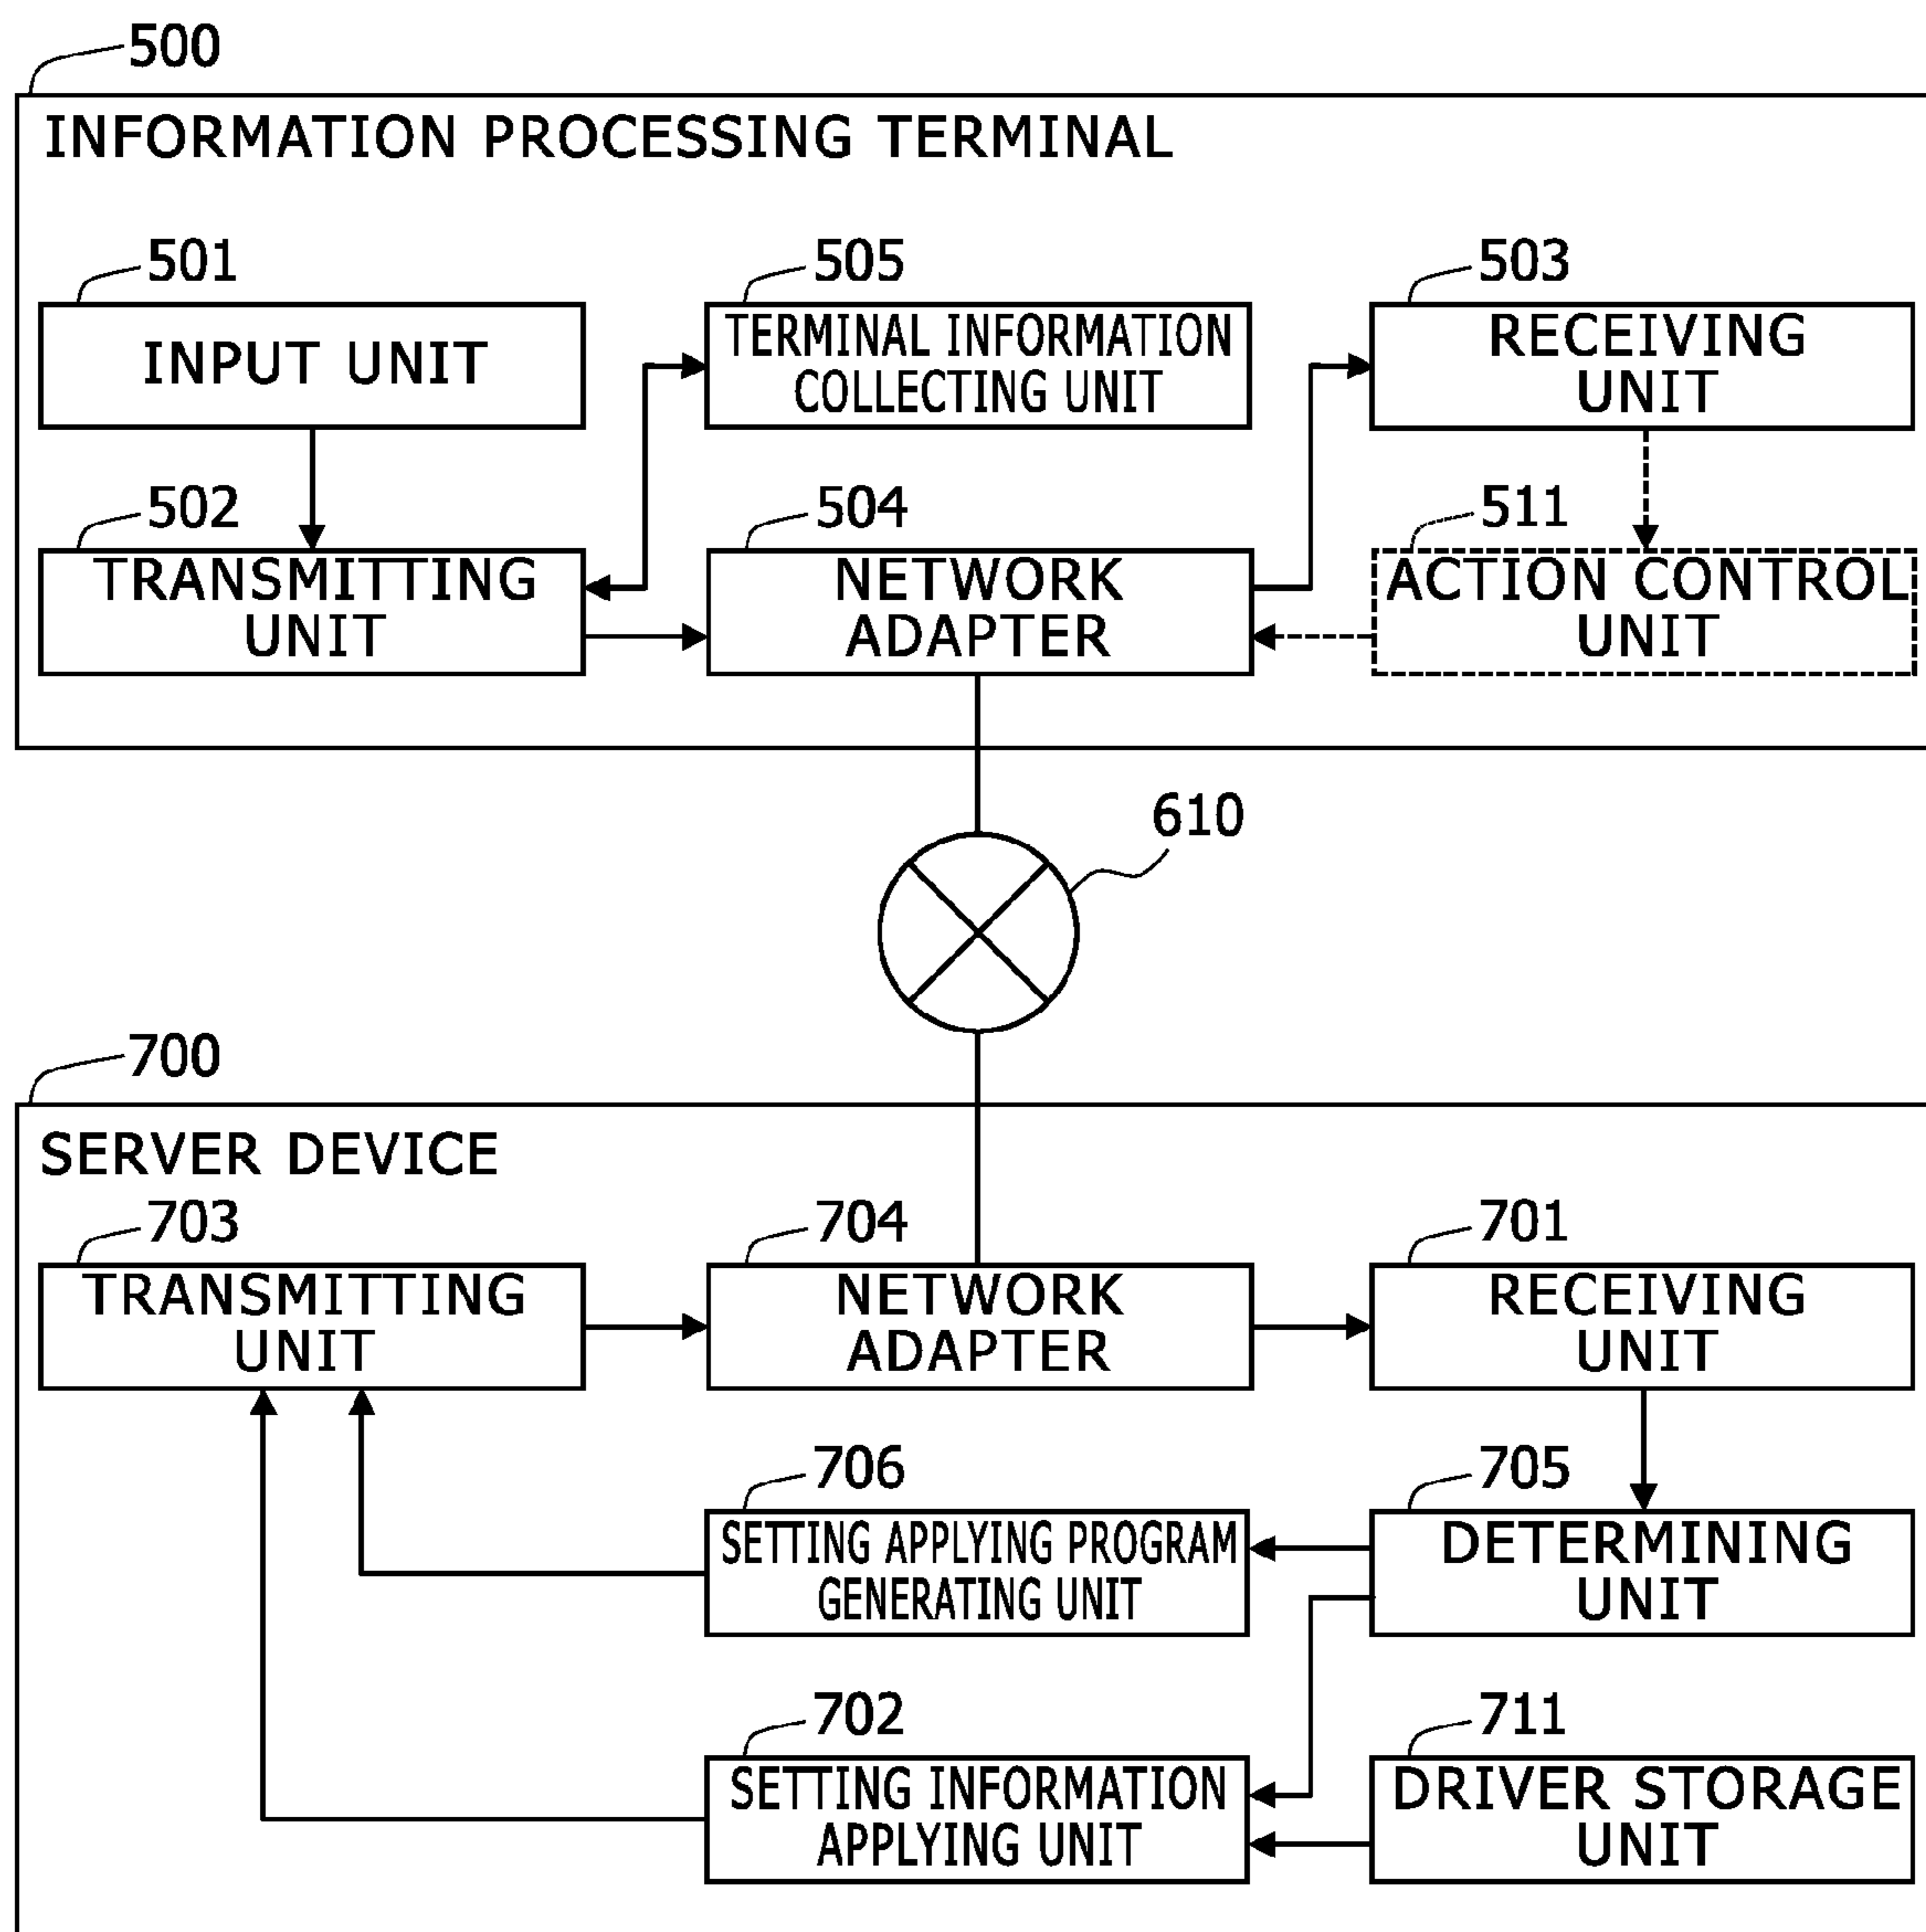 500
INFORMATION PROCESSING TERMINAL
501
505
503
INPUT UNIT
TERMINAL INFORMATION
COLLECTING UNIT
RECEIVING
UNIT
502
504
511
TRANSMITTING
UNIT
NETWORK
ADAPTER
ACTION CONTROL
UNIT
610
700
SERVER DEVICE
703
704
701
TRANSMITTING
UNIT
NETWORK
ADAPTER
RECEIVING
UNIT
706
705
SETTING APPLYING PROGRAM
GENERATING UNIT
DETERMINING
UNIT
702
711
SETTING INFORMATION
APPLYING UNIT
DRIVER STORAGE
UNIT